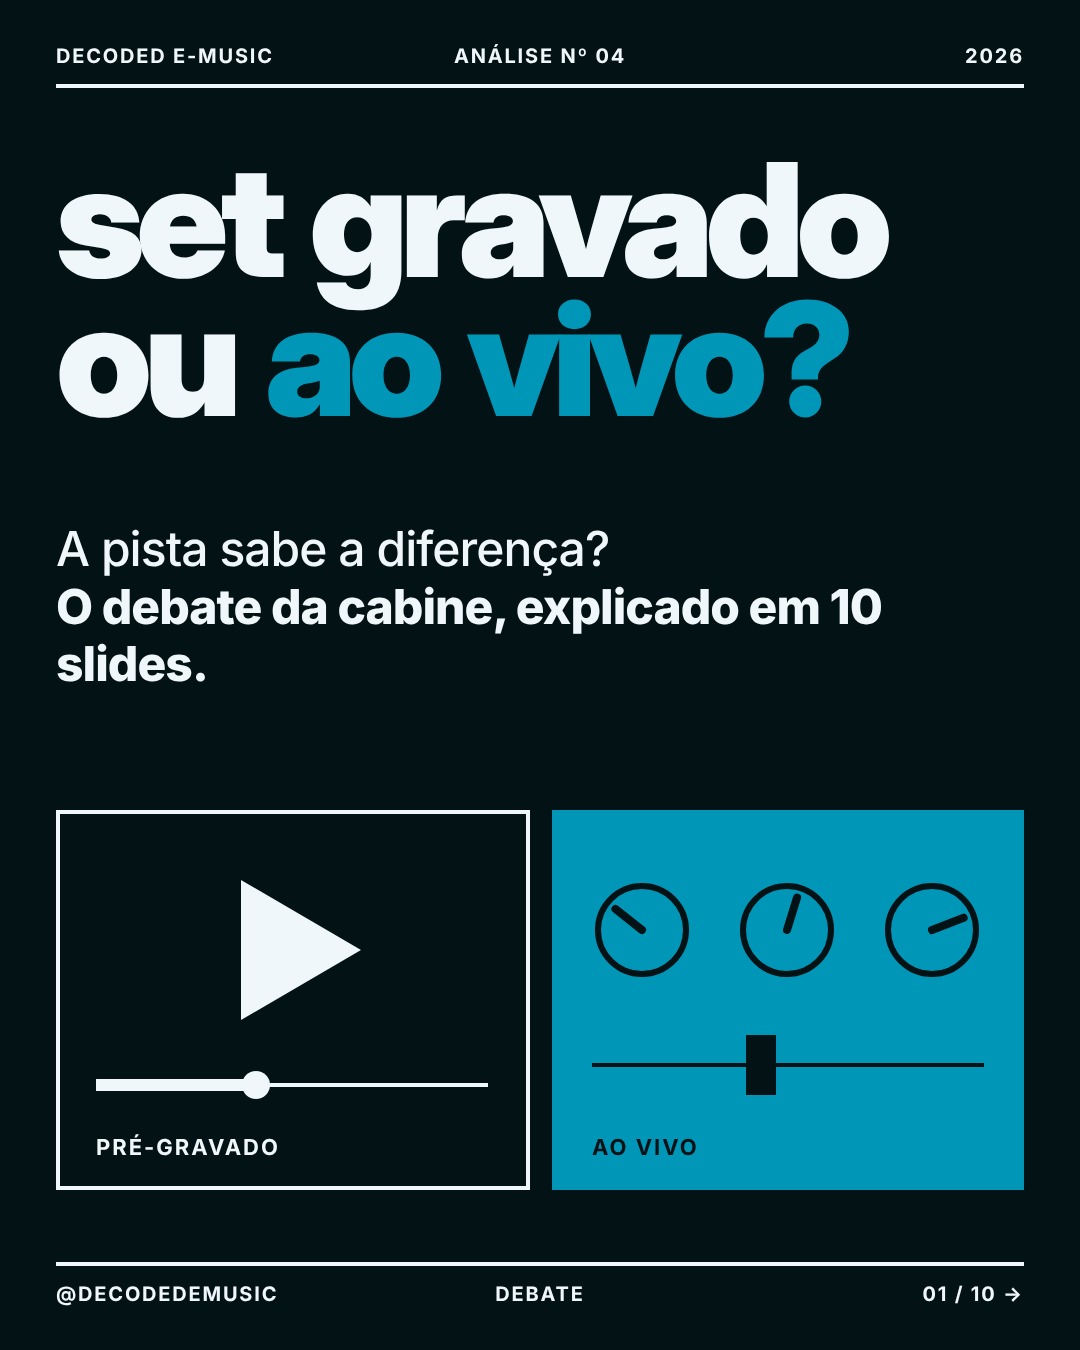 DECODED E-MUSIC
ANÁLISE Nº 04
2026
set gravado
ou ao vivo?
A pista sabe a diferença?
O debate da cabine, explicado em 10
slides.
PRÉ-GRAVADO
AO VIVO
@DECODEDEMUSIC
DEBATE
01 / 10 →